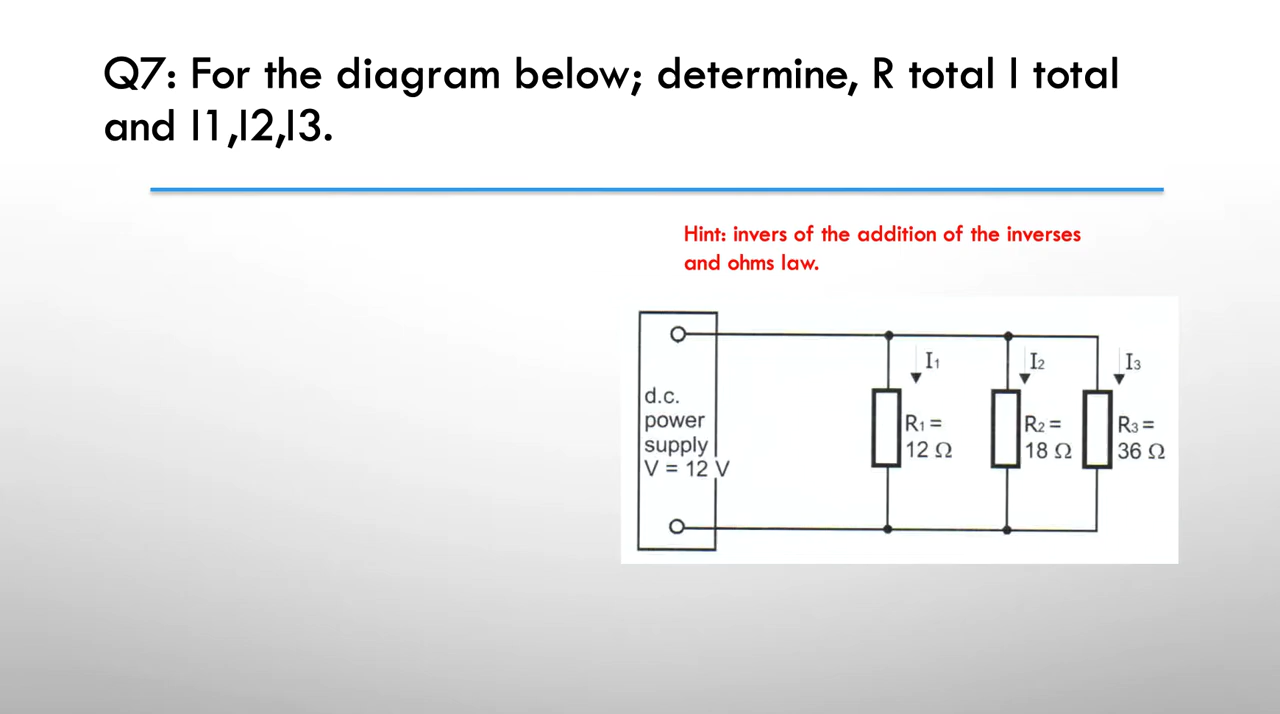 Q7: For the diagram below; determine, R total I total
and I1,I2,I3.
Hint: invers of the addition of the inverses
and ohms law.
d.c.
power
supply
V = 12 V
I₁
R₁ =
12 Ω
I₂
R₂ =
18 Ω
I₃
R₃ =
36 Ω